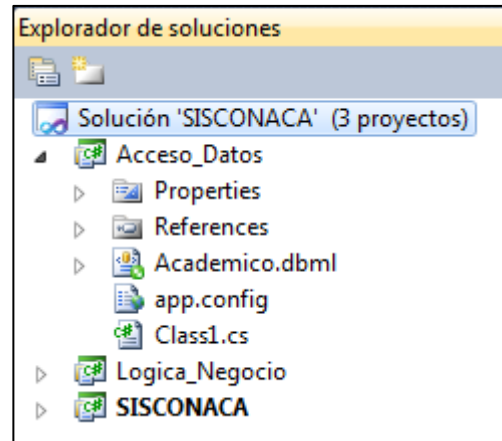 Explorador de soluciones
Solución 'SISCONACA' (3 proyectos)
Acceso_Datos
Properties
References
Academico.dbml
app.config
Class1.cs
Logica_Negocio
SISCONACA